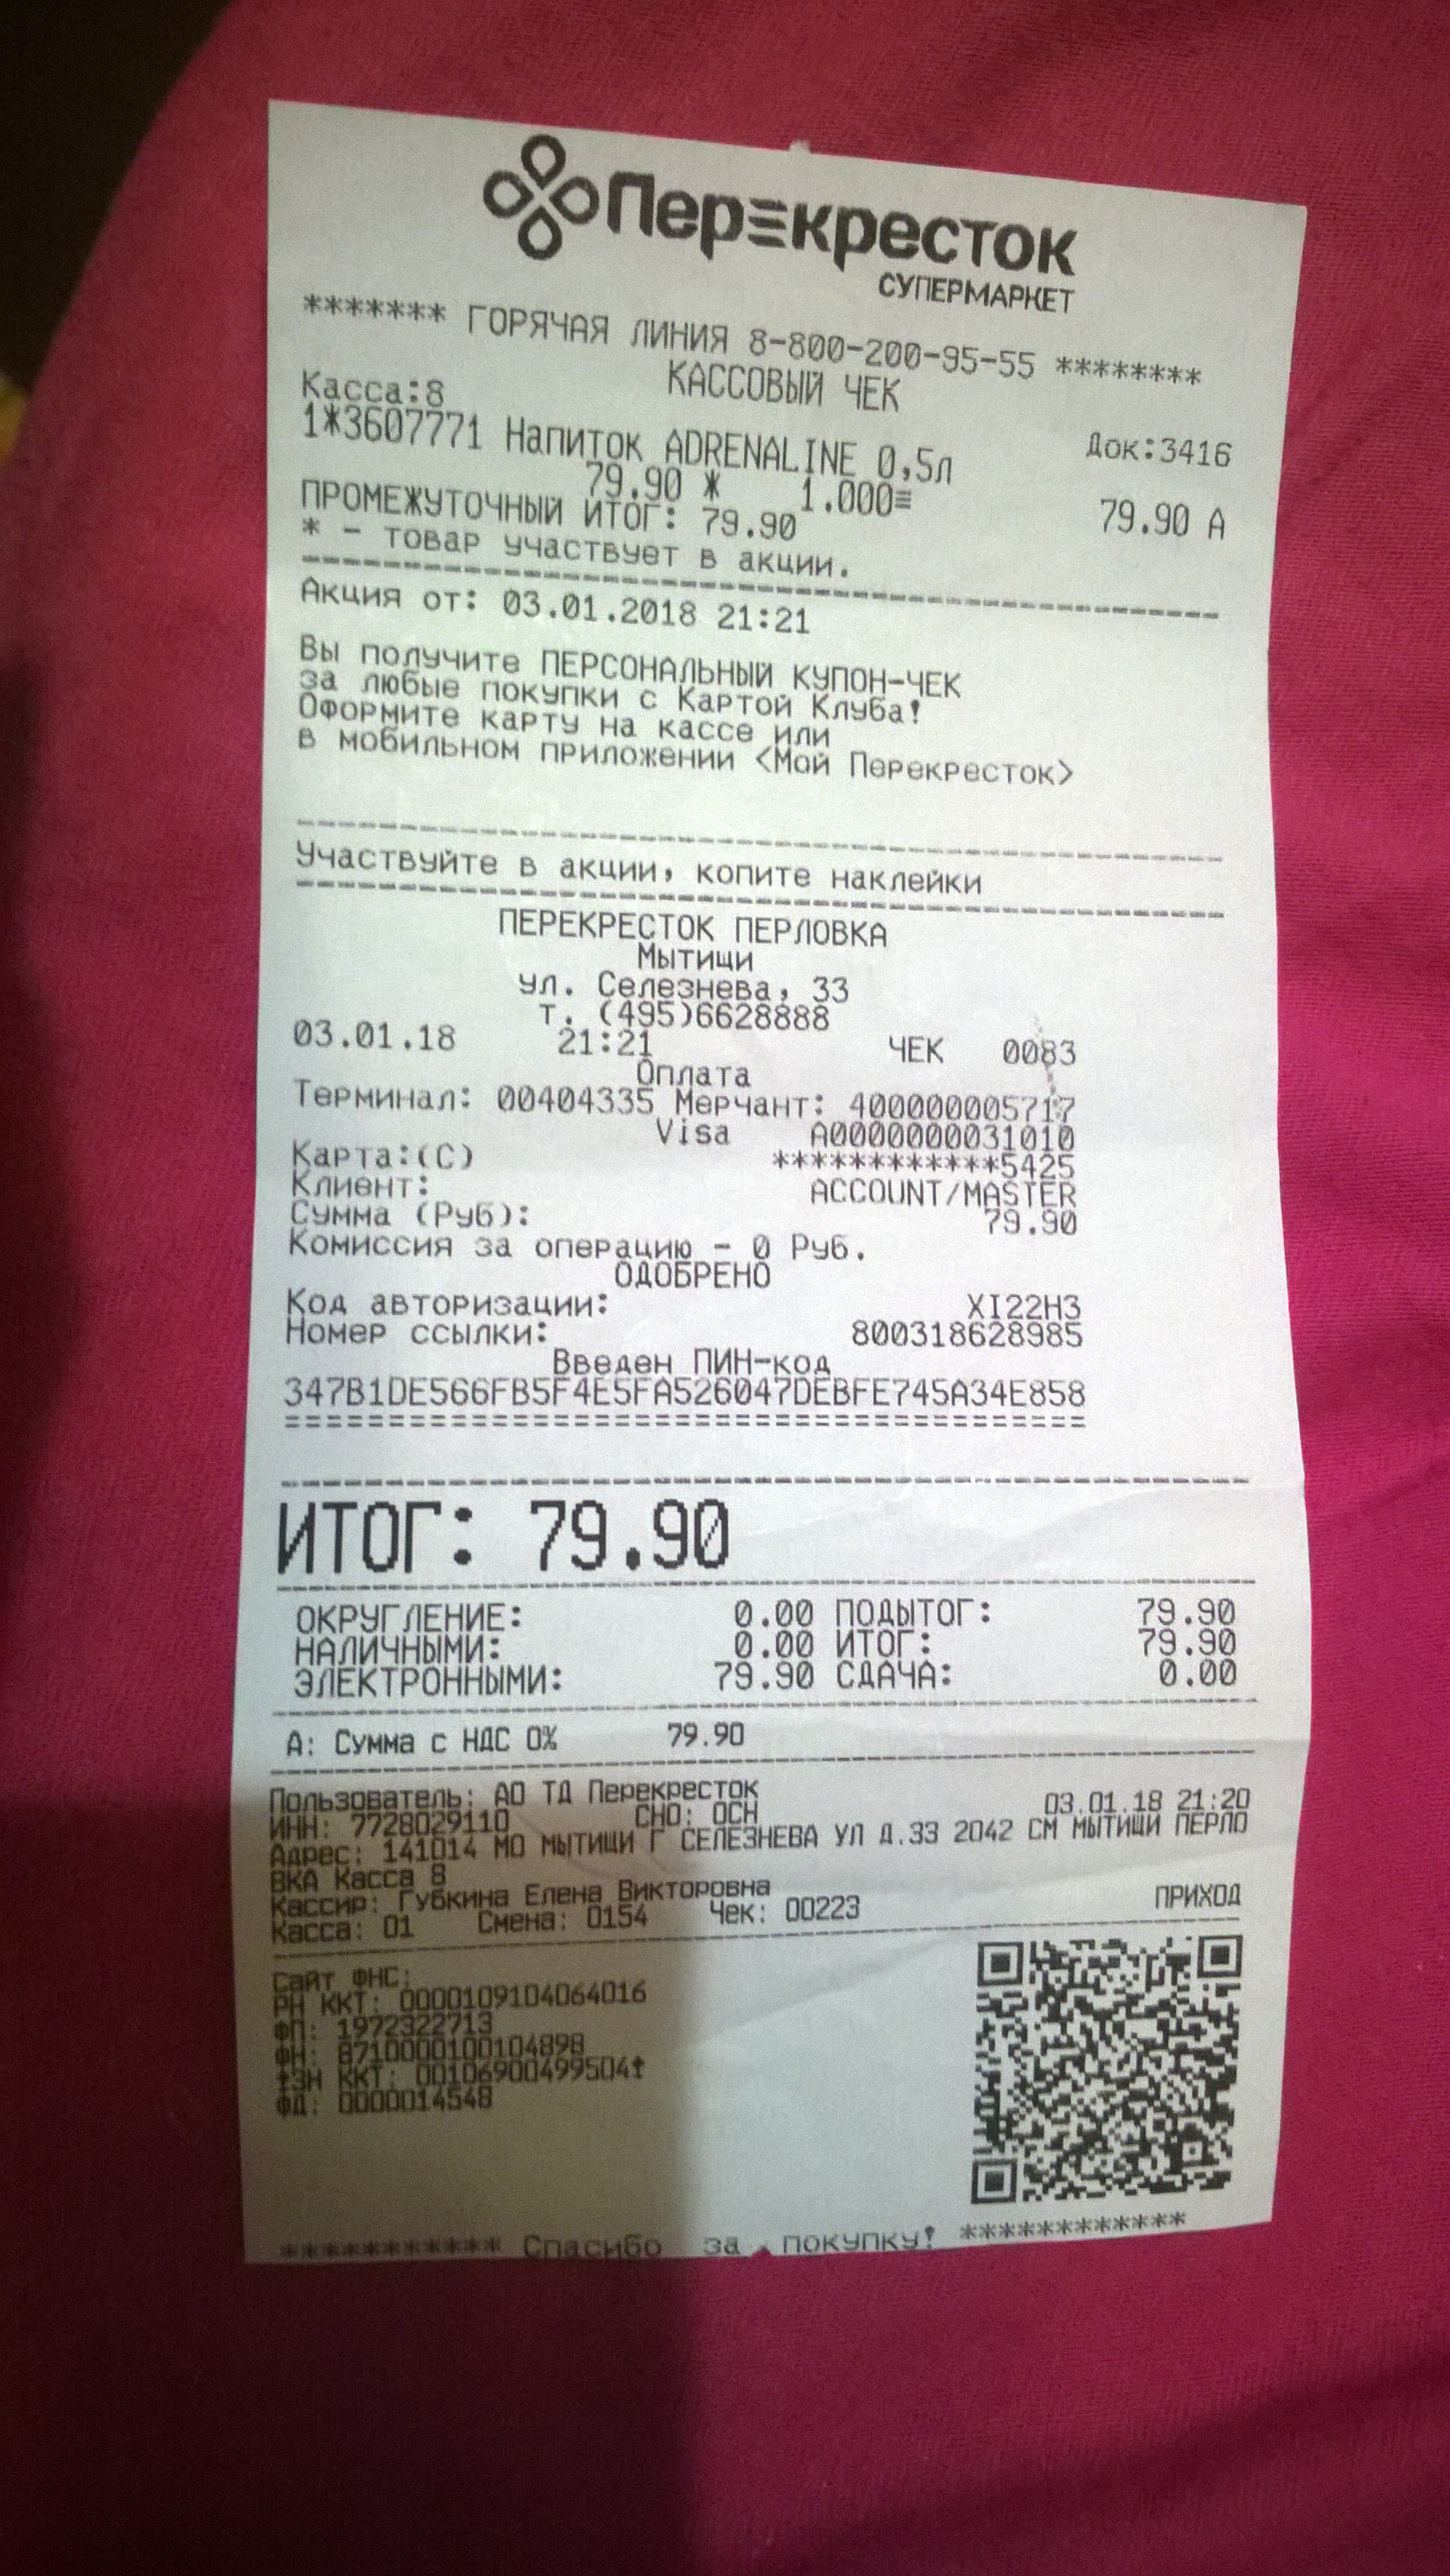 Перекресток
СУПЕРМАРКЕТ
******* ГОРЯЧАЯ ЛИНИЯ 8-800-200-95-55 ********
КАССОВЫЙ ЧЕК
Касса:8 Док:3416
1*3607771 Напиток ADRENALINE 0,5л
79.90 * 1.000= 79.90 А
ПРОМЕЖУТОЧНЫЙ ИТОГ: 79.90
* - товар участвует в акции.
Акция от: 03.01.2018 21:21
Вы получите ПЕРСОНАЛЬНЫЙ КУПОН-ЧЕК
за любые покупки с Картой Клуба!
Оформите карту на кассе или
в мобильном приложении <Мой Перекресток>
Участвуйте в акции, копите наклейки
ПЕРЕКРЕСТОК ПЕРЛОВКА
Мытищи
ул. Селезнева, 33
т. (495)6628888
03.01.18 21:21 ЧЕК 0083
Оплата
Терминал: 00404335 Мерчант: 400000005717
Visa A0000000031010
Карта:(C) ************5425
Клиент: ACCOUNT/MASTER
Сумма (Руб): 79.90
Комиссия за операцию - 0 Руб.
ОДОБРЕНО
Код авторизации: XI22H3
Номер ссылки: 800318628985
Введен ПИН-код
347B1DE566FB5F4E5FA526047DEBFE745A34E858
======================================
ИТОГ: 79.90
ОКРУГЛЕНИЕ: 0.00 ПОДЫТОГ: 79.90
НАЛИЧНЫМИ: 0.00 ИТОГ: 79.90
ЭЛЕКТРОННЫМИ: 79.90 СДАЧА: 0.00
А: Сумма с НДС 0% 79.90
Пользователь: АО ТД Перекресток 03.01.18 21:20
ИНН: 7728029110 СНО: ОСН
Адрес: 141014 МО МЫТИЩИ Г СЕЛЕЗНЕВА УЛ Д.33 2042 СМ МЫТИЩИ ПЕРЛО
ВКА Касса 8
Кассир: Губкина Елена Викторовна
Касса: 01 Смена: 0154 Чек: 00223 ПРИХОД
Сайт ФНС:
РН ККТ: 0000109104064016
ФП: 1972322713
ФН: 8710000100104898
‡ЗН ККТ: 001069004995​04‡
ФД: 0000014548
*********** Спасибо за покупку! ************